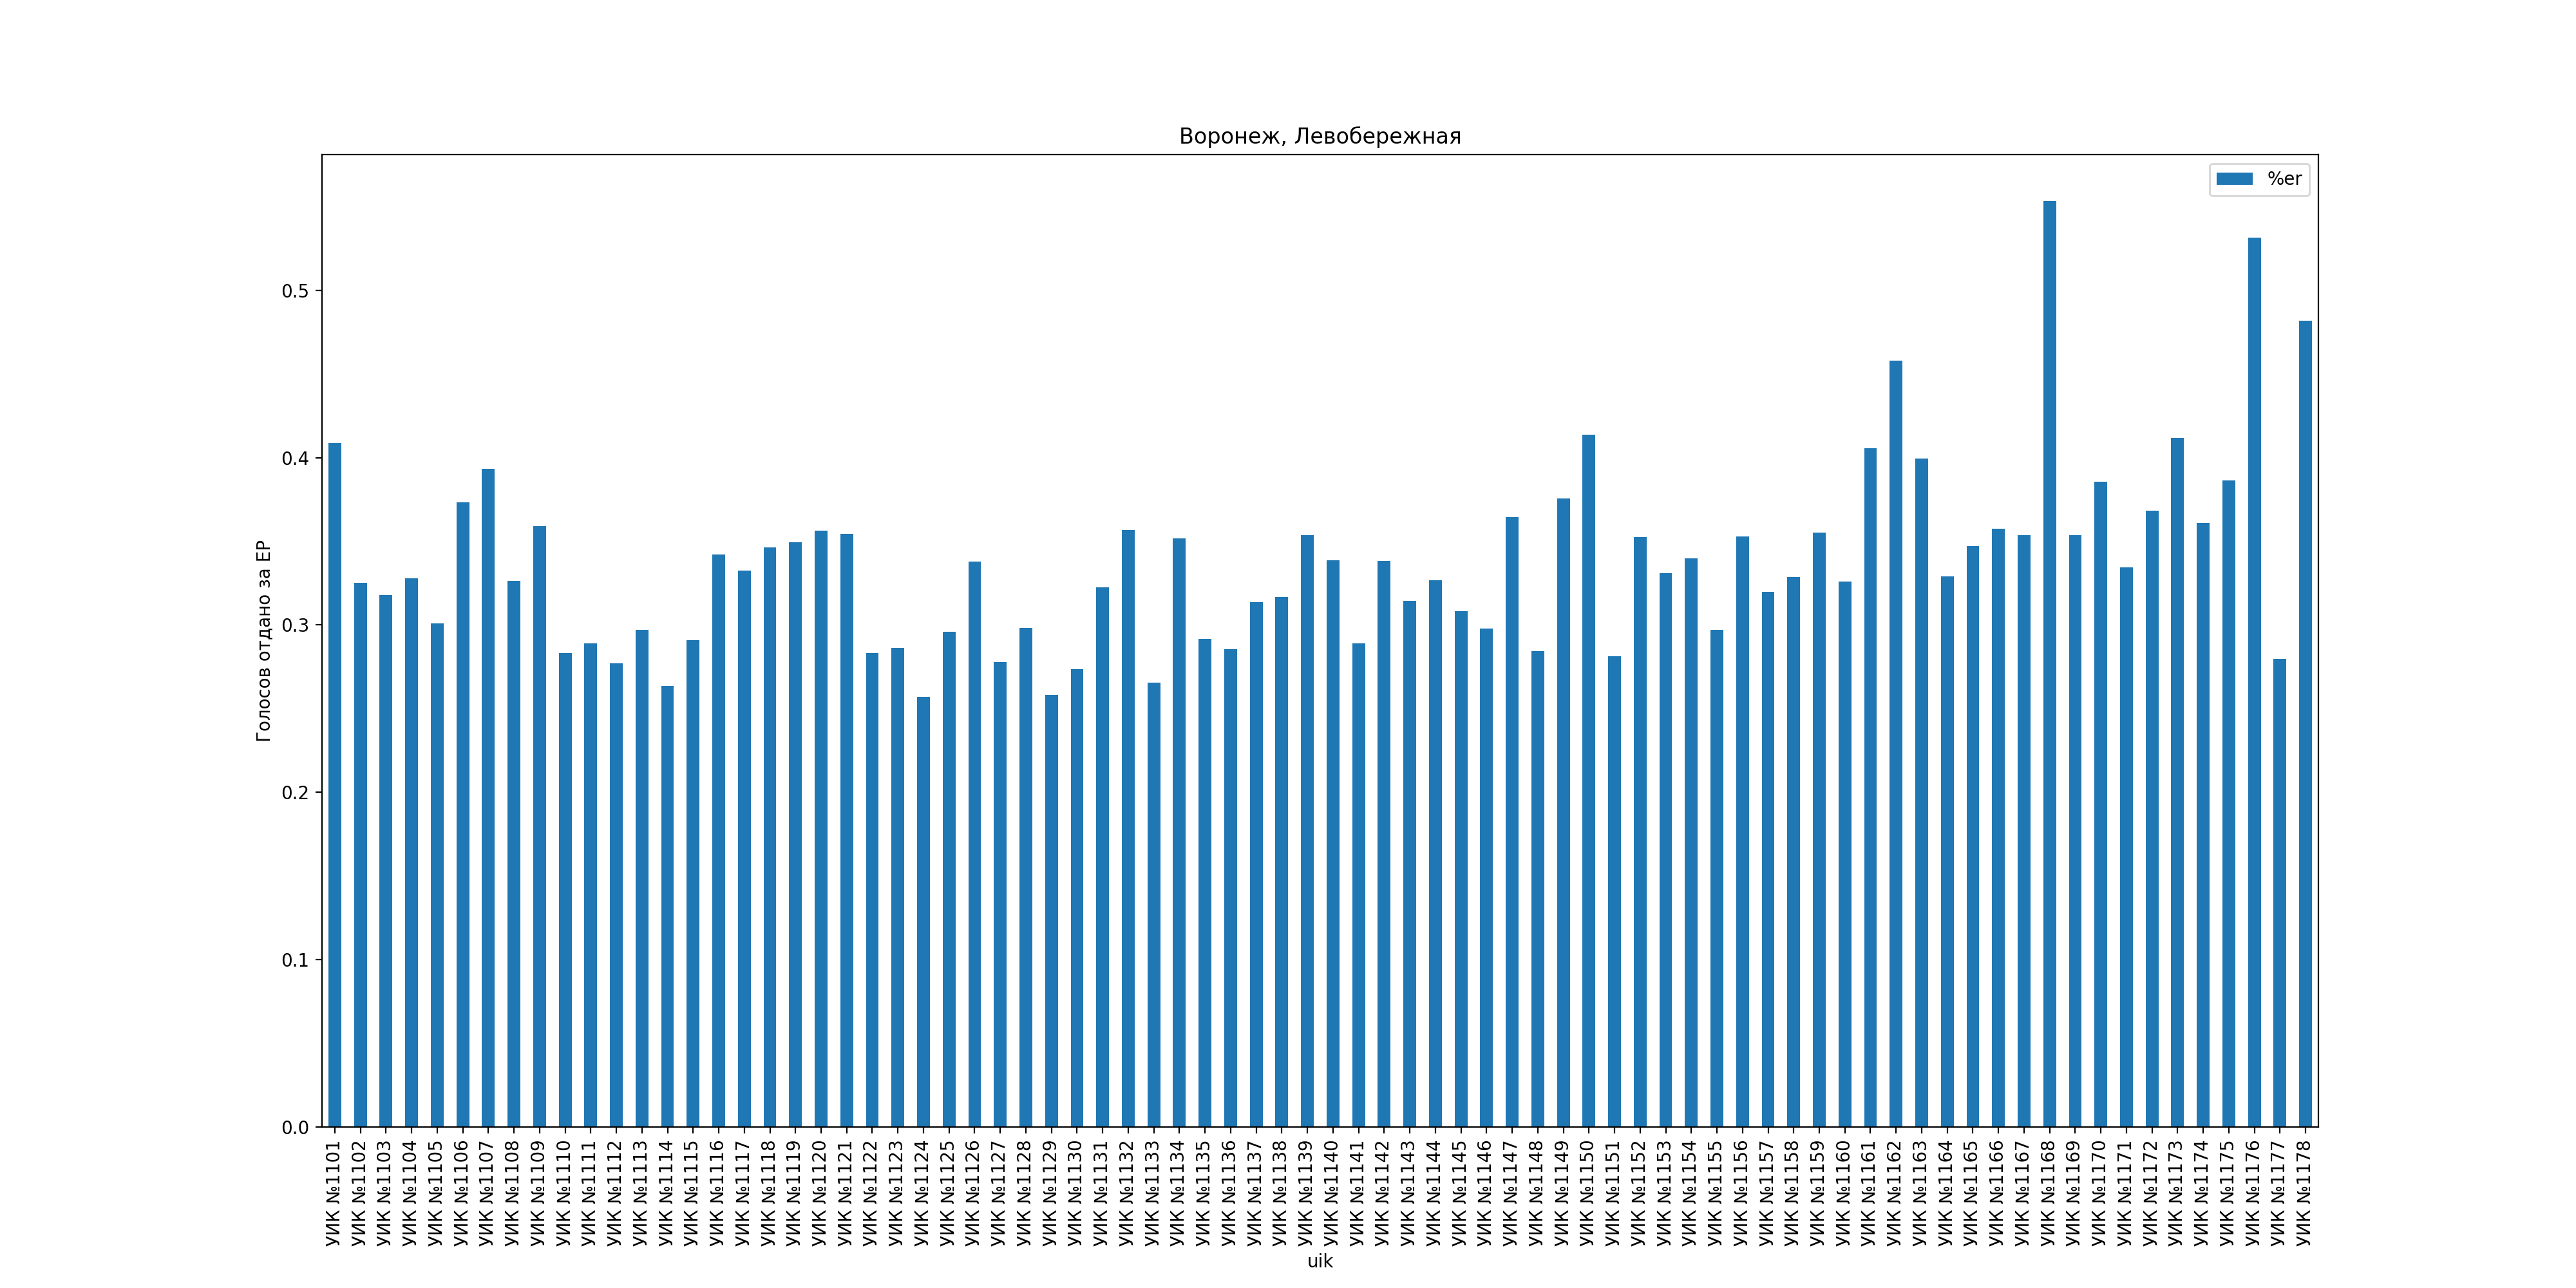 Воронеж, Левобережная
%er
Голосов отдано за ЕР
0.5
0.4
0.3
0.2
0.1
0.0
уИК №1101
уИК №1102
уИК №1103
уИК №1104
уИК №1105
уИК №1106
уИК №1107
уИК №1108
уИК №1109
уИК №1110
уИК №1111
уИК №1112
уИК №1113
уИК №1114
уИК №1115
уИК №1116
уИК №1117
уИК №1118
уИК №1119
уИК №1120
уИК №1121
уИК №1122
уИК №1123
уИК №1124
уИК №1125
уИК №1126
уИК №1127
уИК №1128
уИК №1129
уИК №1130
уИК №1131
уИК №1132
уИК №1133
уИК №1134
уИК №1135
уИК №1136
уИК №1137
уИК №1138
уИК №1139
уИК №1140
уИК №1141
уИК №1142
уИК №1143
уИК №1144
уИК №1145
уИК №1146
уИК №1147
уИК №1148
уИК №1149
уИК №1150
уИК №1151
уИК №1152
уИК №1153
уИК №1154
уИК №1155
уИК №1156
уИК №1157
уИК №1158
уИК №1159
уИК №1160
уИК №1161
уИК №1162
уИК №1163
уИК №1164
уИК №1165
уИК №1166
уИК №1167
уИК №1168
уИК №1169
уИК №1170
уИК №1171
уИК №1172
уИК №1173
уИК №1174
уИК №1175
уИК №1176
уИК №1177
уИК №1178
uik